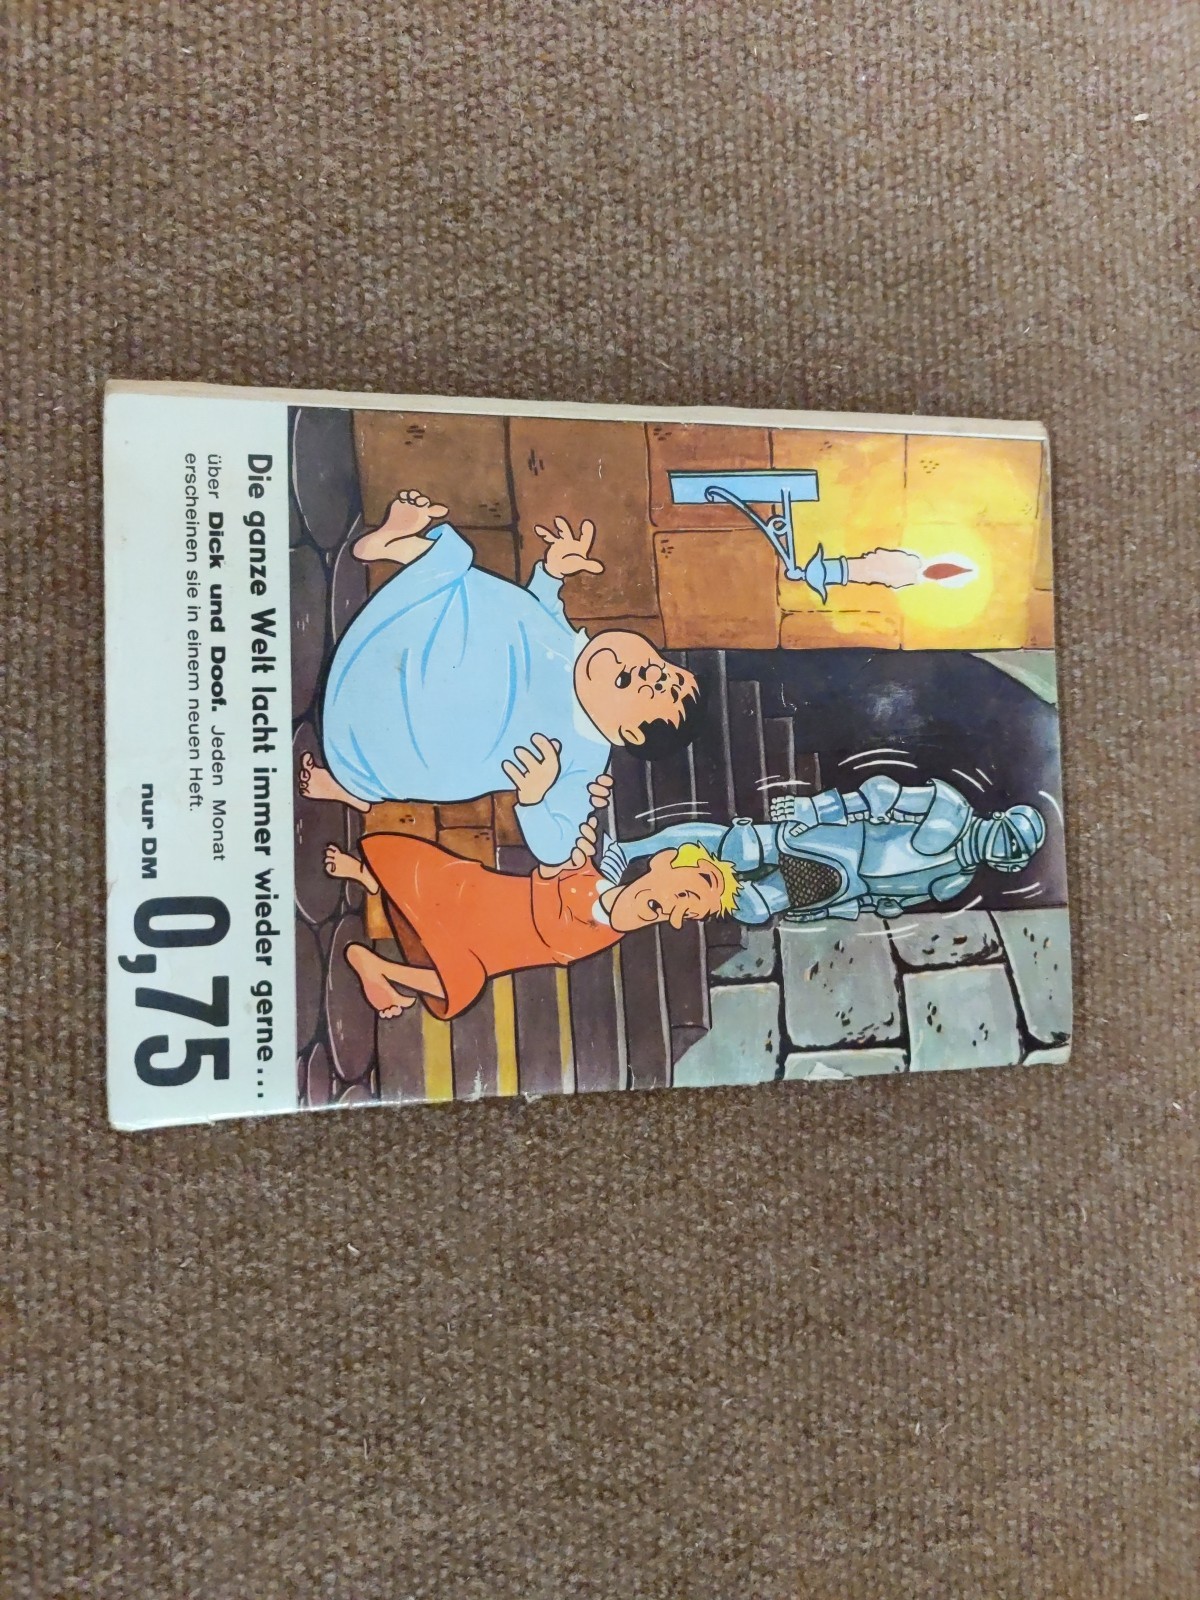 Die ganze Welt lacht immer wieder gerne...
über Dick und Doof. Jeden Monat
erscheinen sie in einem neuen Heft.
nur DM 0,75